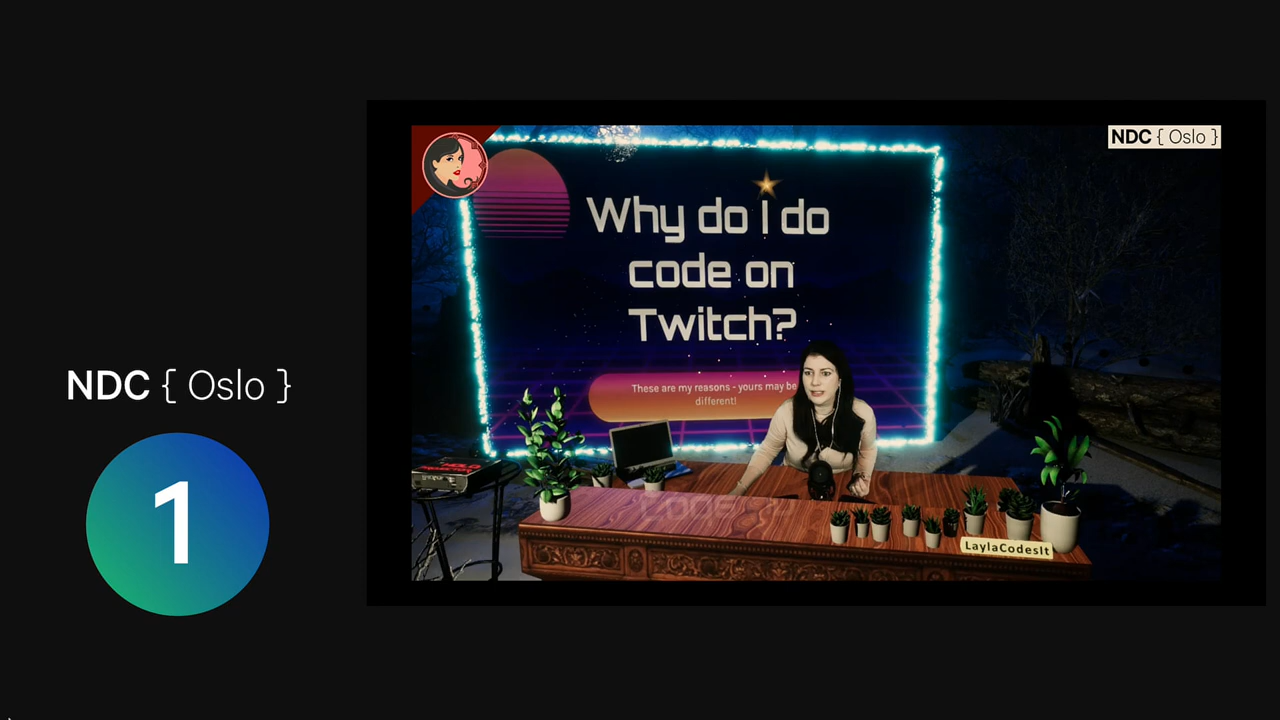 NDC { Oslo }
1
NDC { Oslo }
Why do I do
code on
Twitch?
These are my reasons - yours may be
different!
LaylaCodesIt